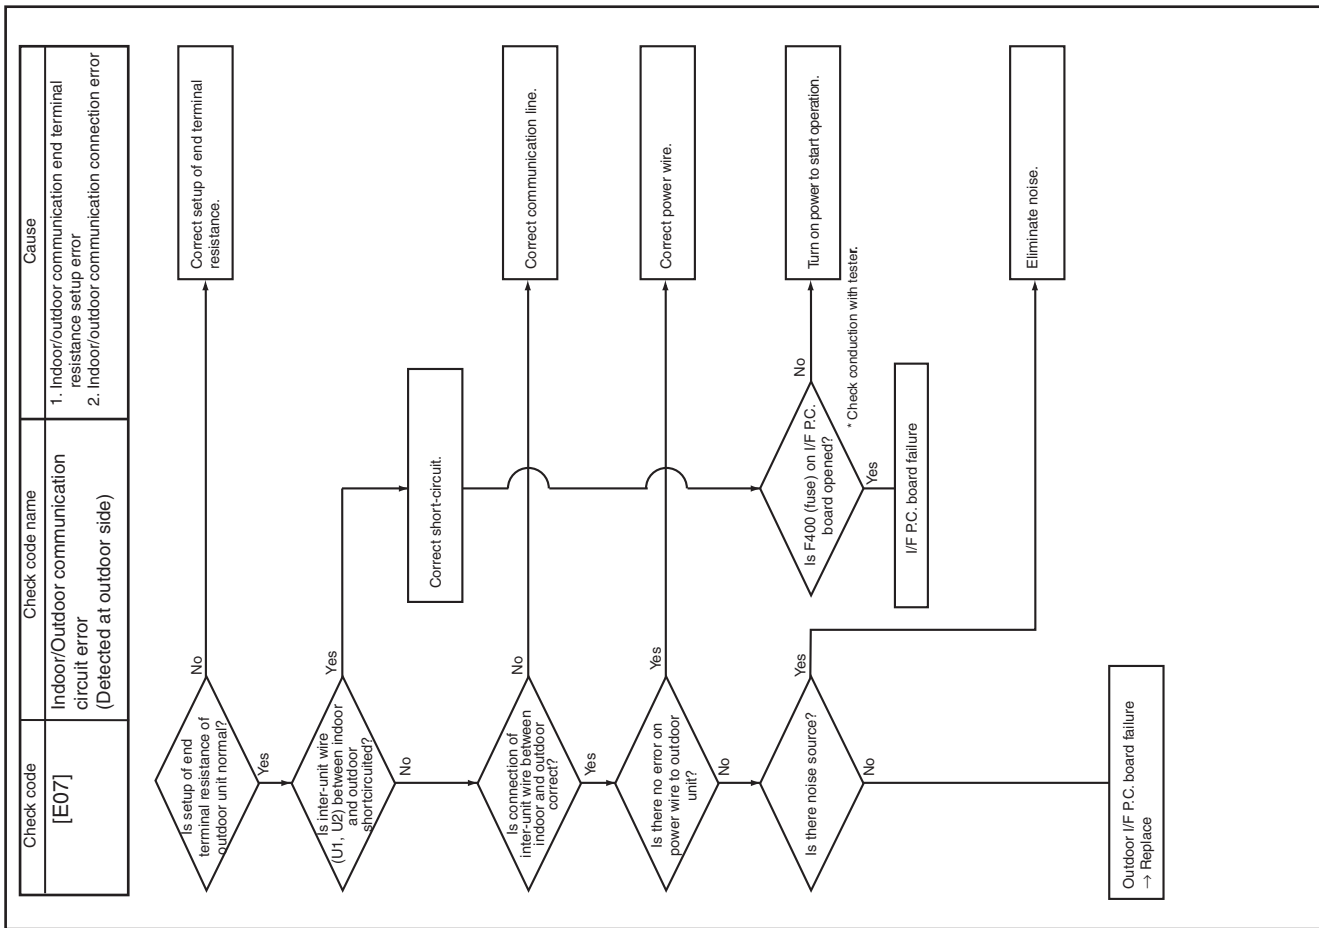 Check code
Check code name
Cause
[E07]
Indoor/Outdoor communication
circuit error
(Detected at outdoor side)
1. Indoor/outdoor communication end terminal
resistance setup error
2. Indoor/outdoor communication connection error
Is setup of end
terminal resistance of
outdoor unit normal?
No
Correct setup of end terminal
resistance.
Yes
Is inter-unit wire
(U1, U2) between indoor
and outdoor
shortcircuited?
Yes
Correct short-circuit.
No
Is connection of
inter-unit wire between
indoor and outdoor
correct?
No
Correct communication line.
Yes
Is there no error on
power wire to outdoor
unit?
Yes
Correct power wire.
No
Is there noise source?
Yes
Eliminate noise.
No
Is F400 (fuse) on I/F P.C.
board opened?
No
Turn on power to start operation.
* Check conduction with tester.
Yes
I/F P.C. board failure
Outdoor I/F P.C. board failure
→ Replace